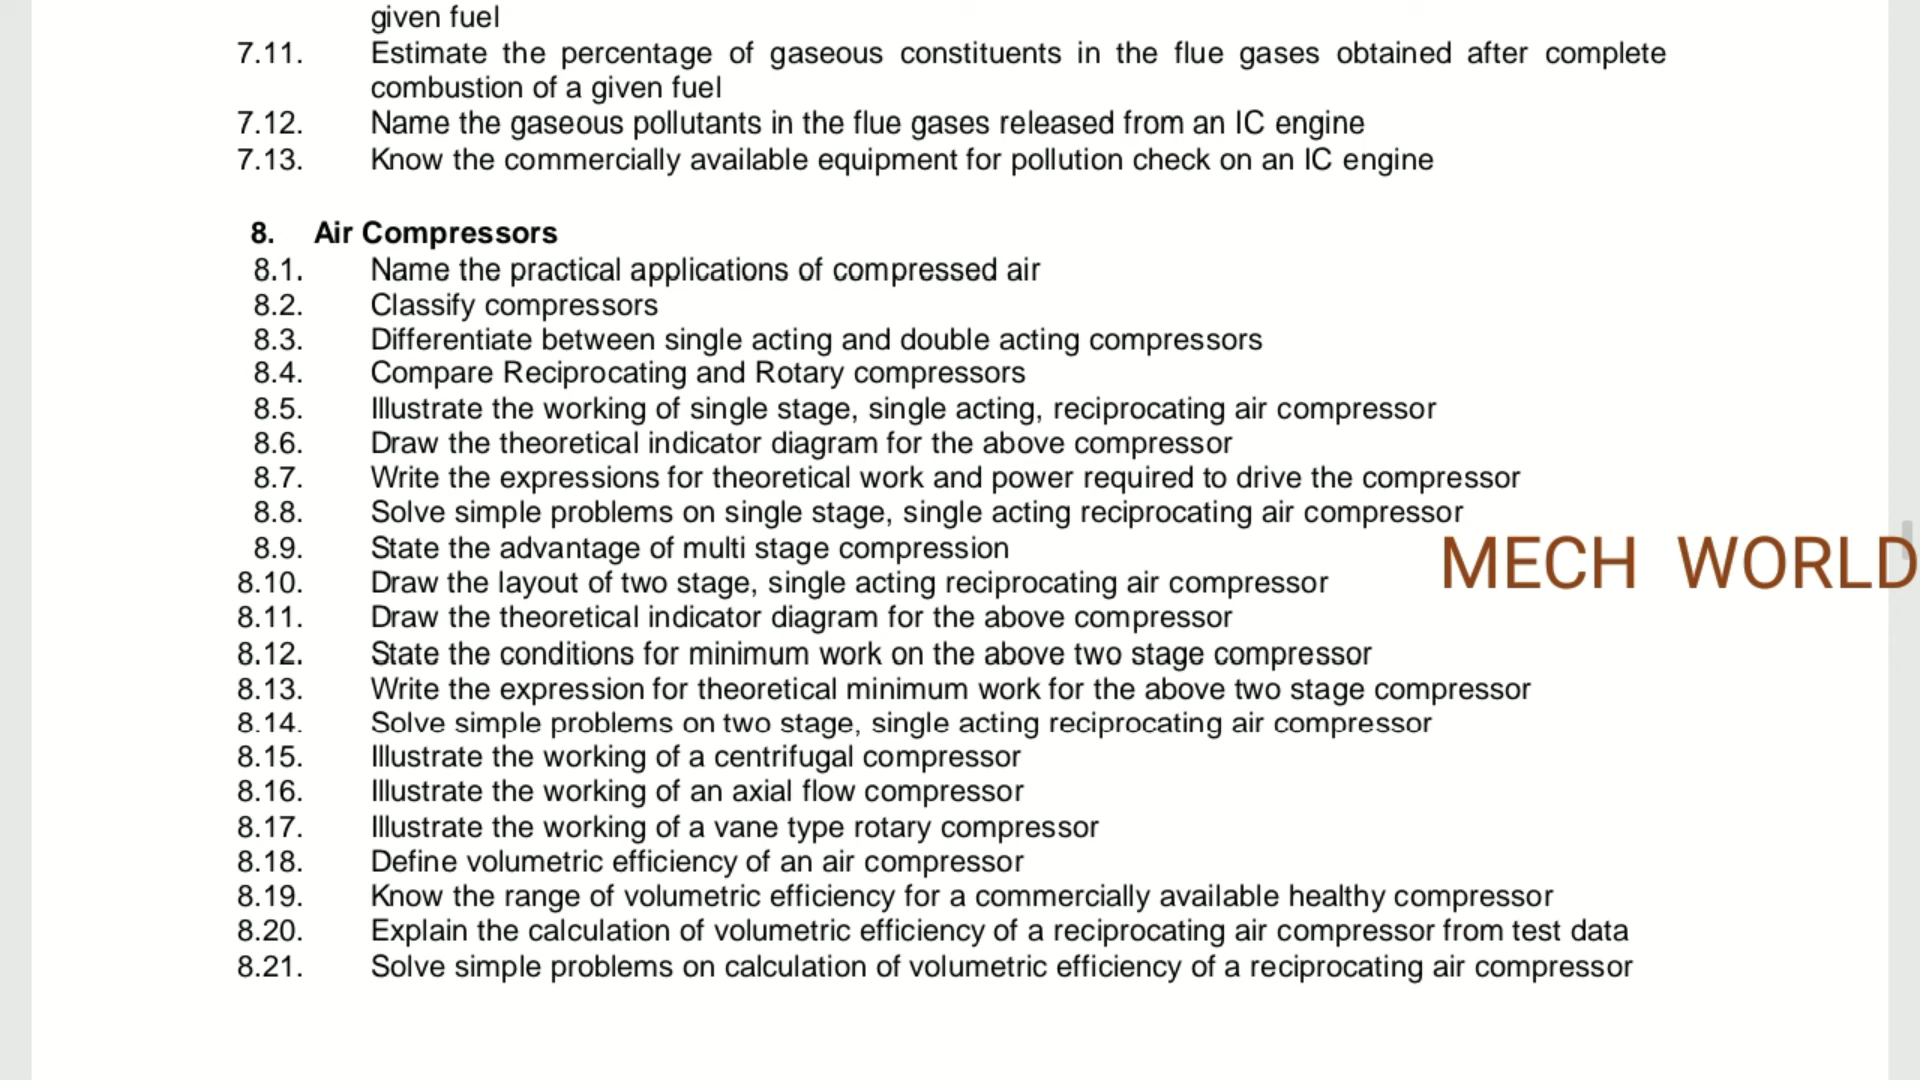 given fuel
7.11. Estimate the percentage of gaseous constituents in the flue gases obtained after complete
combustion of a given fuel
7.12. Name the gaseous pollutants in the flue gases released from an IC engine
7.13. Know the commercially available equipment for pollution check on an IC engine
8. Air Compressors
8.1. Name the practical applications of compressed air
8.2. Classify compressors
8.3. Differentiate between single acting and double acting compressors
8.4. Compare Reciprocating and Rotary compressors
8.5. Illustrate the working of single stage, single acting, reciprocating air compressor
8.6. Draw the theoretical indicator diagram for the above compressor
8.7. Write the expressions for theoretical work and power required to drive the compressor
8.8. Solve simple problems on single stage, single acting reciprocating air compressor
8.9. State the advantage of multi stage compression
MECH WORLD
8.10. Draw the layout of two stage, single acting reciprocating air compressor
8.11. Draw the theoretical indicator diagram for the above compressor
8.12. State the conditions for minimum work on the above two stage compressor
8.13. Write the expression for theoretical minimum work for the above two stage compressor
8.14. Solve simple problems on two stage, single acting reciprocating air compressor
8.15. Illustrate the working of a centrifugal compressor
8.16. Illustrate the working of an axial flow compressor
8.17. Illustrate the working of a vane type rotary compressor
8.18. Define volumetric efficiency of an air compressor
8.19. Know the range of volumetric efficiency for a commercially available healthy compressor
8.20. Explain the calculation of volumetric efficiency of a reciprocating air compressor from test data
8.21. Solve simple problems on calculation of volumetric efficiency of a reciprocating air compressor